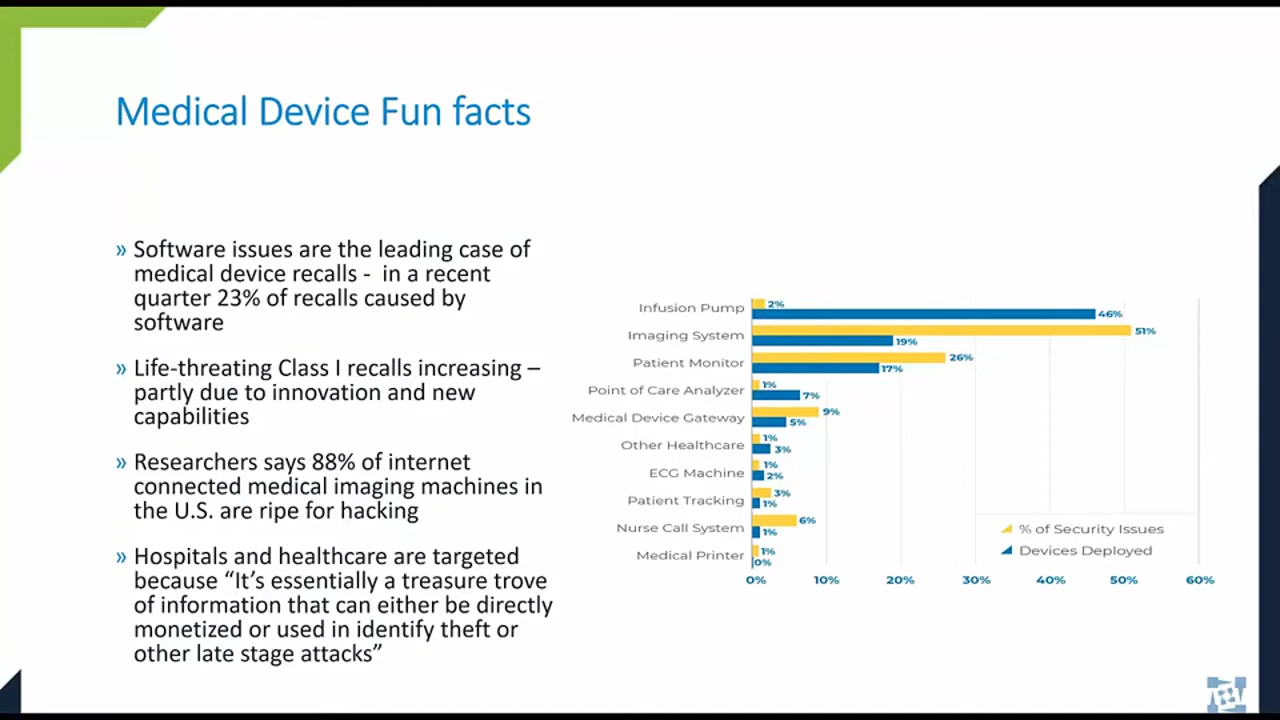 Medical Device Fun facts
» Software issues are the leading case of
medical device recalls -  in a recent
quarter 23% of recalls caused by
software
» Life-threating Class I recalls increasing –
partly due to innovation and new
capabilities
» Researchers says 88% of internet
connected medical imaging machines in
the U.S. are ripe for hacking
» Hospitals and healthcare are targeted
because “It’s essentially a treasure trove
of information that can either be directly
monetized or used in identify theft or
other late stage attacks”
Infusion Pump 2% 46%
Imaging System 51% 19%
Patient Monitor 26% 17%
Point of Care Analyzer 1% 7%
Medical Device Gateway 9% 5%
Other Healthcare 1% 3%
ECG Machine 1% 2%
Patient Tracking 3% 1%
Nurse Call System 6% 1%
Medical Printer 1% 0%
% of Security Issues
Devices Deployed
0% 10% 20% 30% 40% 50% 60%